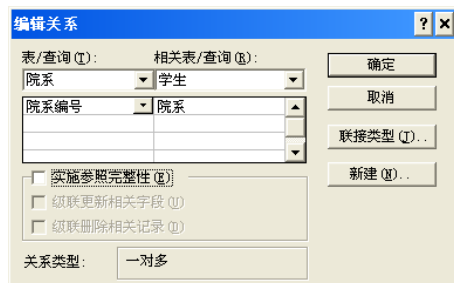 编辑关系
表/查询(T): 相关表/查询(R):
院系 学生
院系编号 院系
实施参照完整性(E)
级联更新相关字段(U)
级联删除相关记录(D)
关系类型: 一对多
确定
取消
联接类型(J)..
新建(N)..